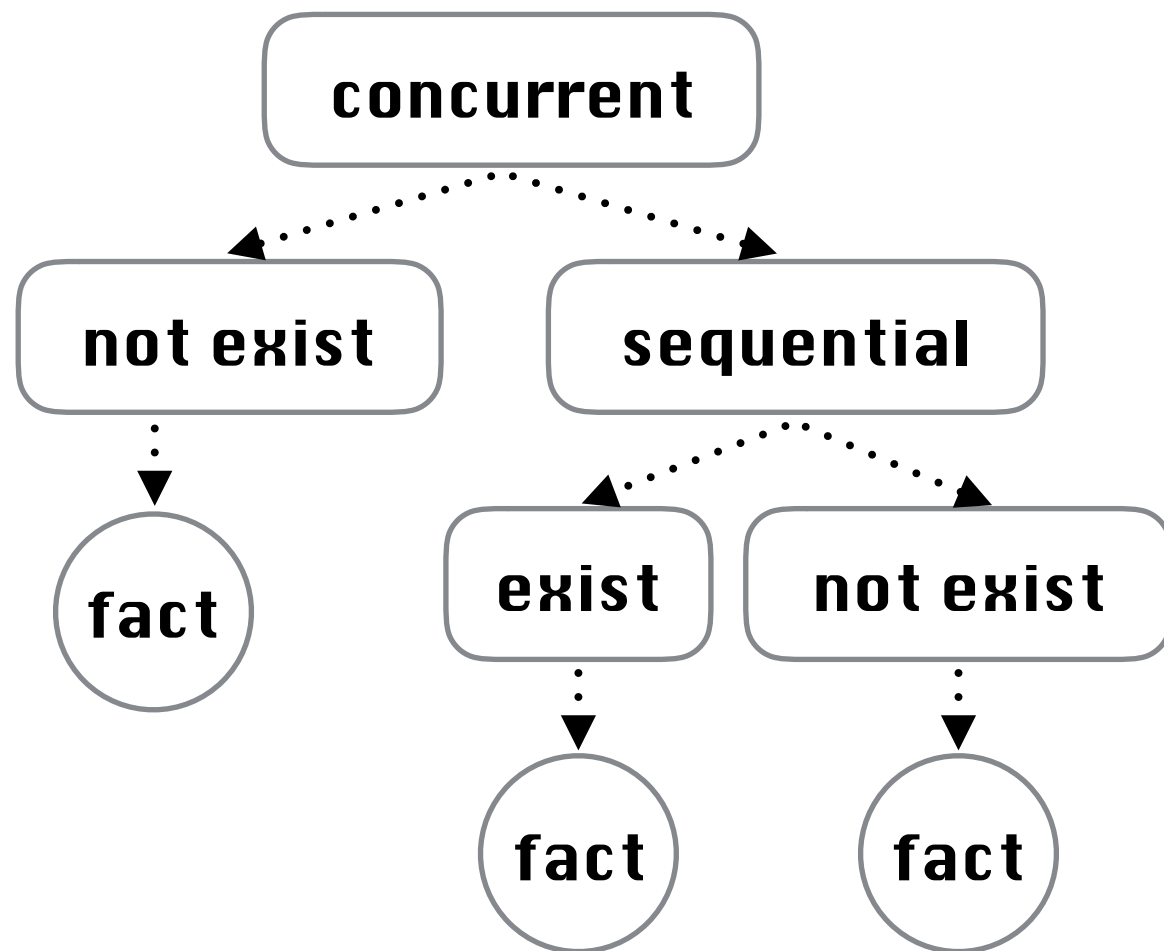 concurrent
not exist
sequential
exist
not exist
fact
fact
fact